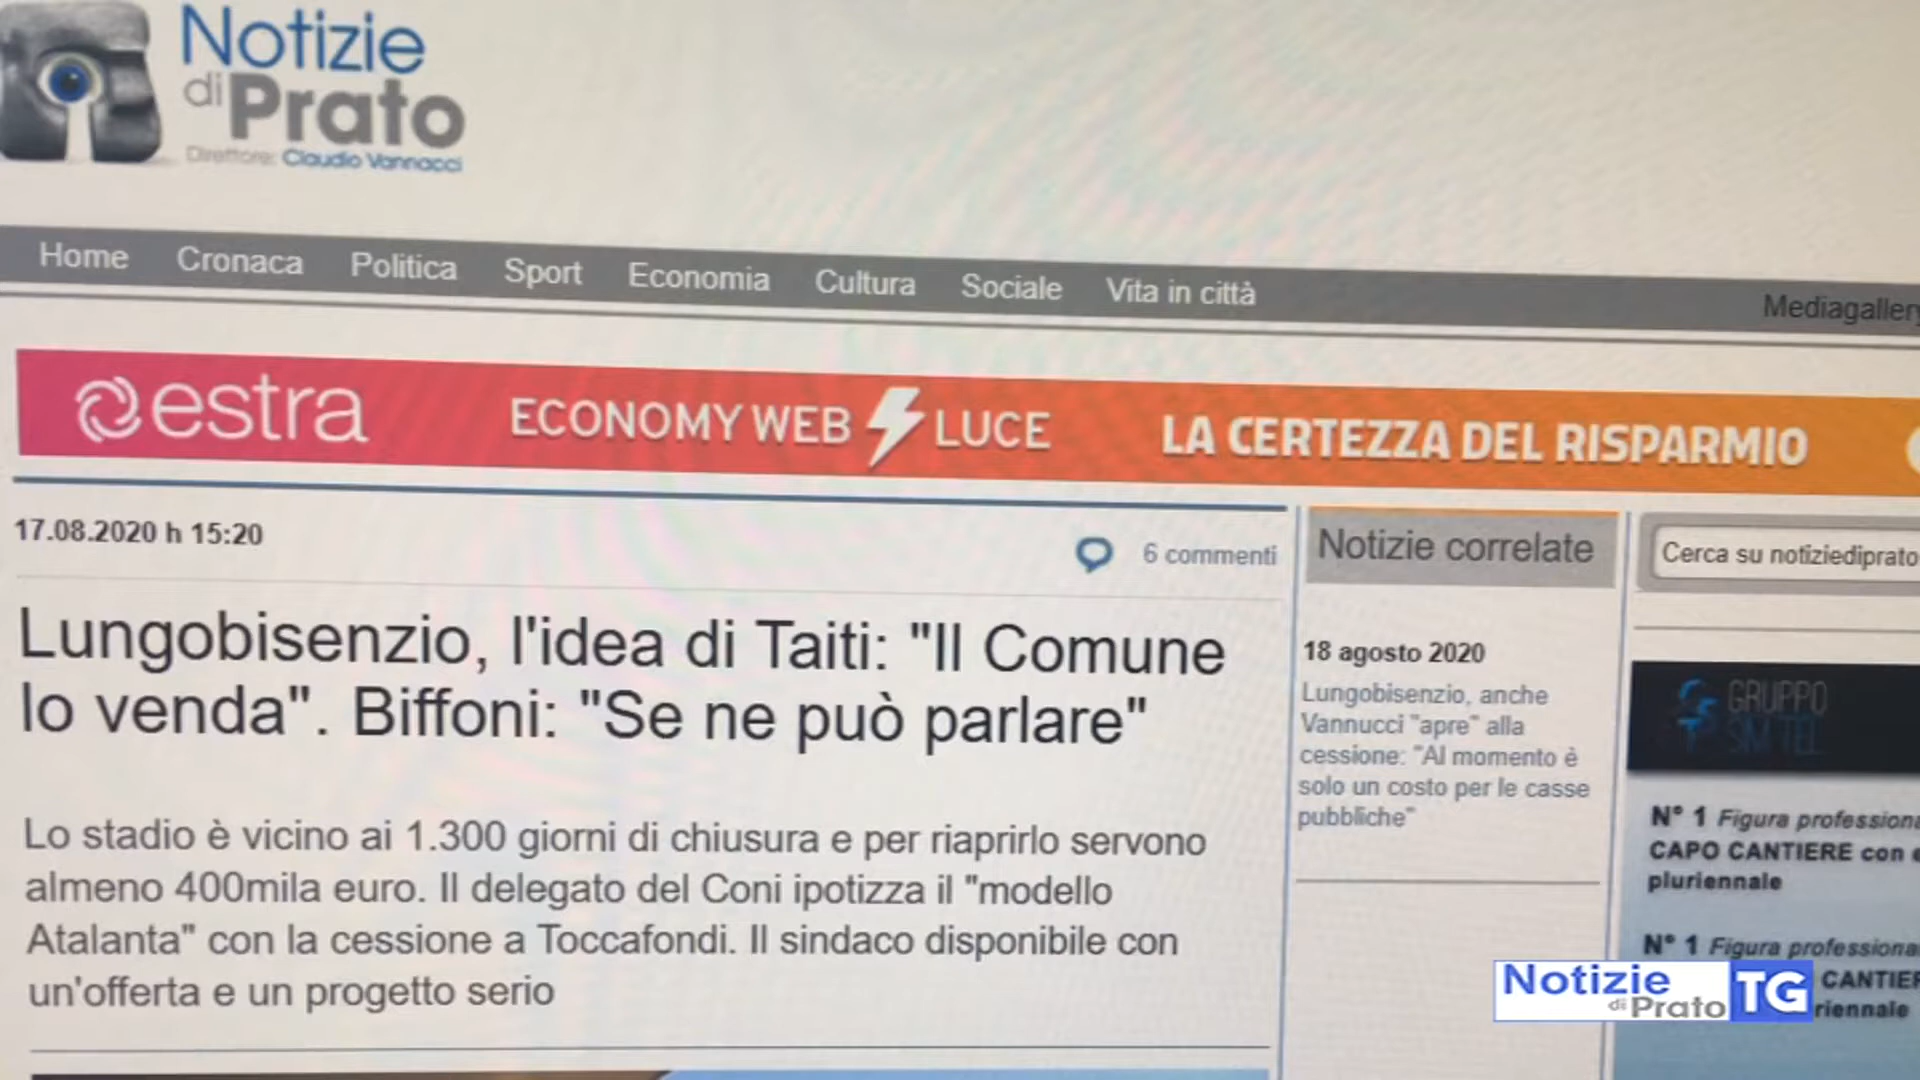 Notizie
di Prato
Direttore: Claudio Vannacci
Home Cronaca Politica Sport Economia Cultura Sociale Vita in città Mediagallery
estra ECONOMY WEB LUCE LA CERTEZZA DEL RISPARMIO
17.08.2020 h 15:20
6 commenti
Lungobisenzio, l'idea di Taiti: "Il Comune
lo venda". Biffoni: "Se ne può parlare"
Lo stadio è vicino ai 1.300 giorni di chiusura e per riaprirlo servono
almeno 400mila euro. Il delegato del Coni ipotizza il "modello
Atalanta" con la cessione a Toccafondi. Il sindaco disponibile con
un'offerta e un progetto serio
Notizie correlate
18 agosto 2020
Lungobisenzio, anche
Vannucci "apre" alla
cessione: "Al momento è
solo un costo per le casse
pubbliche"
Cerca su notiziediprato
GRUPPO
N° 1 Figura professiona
CAPO CANTIERE con e
pluriennale
N° 1 Figura professiona
CANTIER
riennale
Notizie
di Prato TG